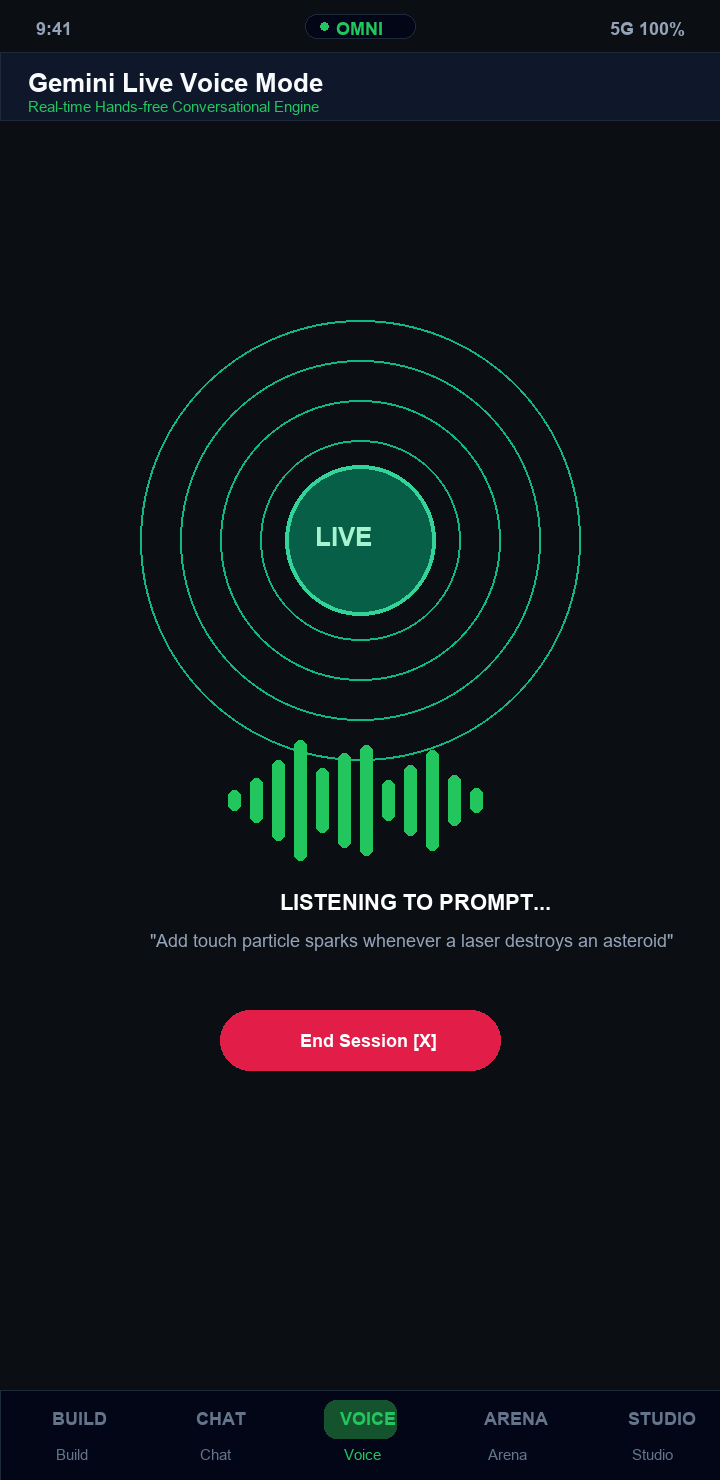 9:41 OMNI 5G 100%
Gemini Live Voice Mode
Real-time Hands-free Conversational Engine
LIVE
LISTENING TO PROMPT...
"Add touch particle sparks whenever a laser destroys an asteroid"
End Session [X]
BUILD CHAT VOICE ARENA STUDIO
Build Chat Voice Arena Studio